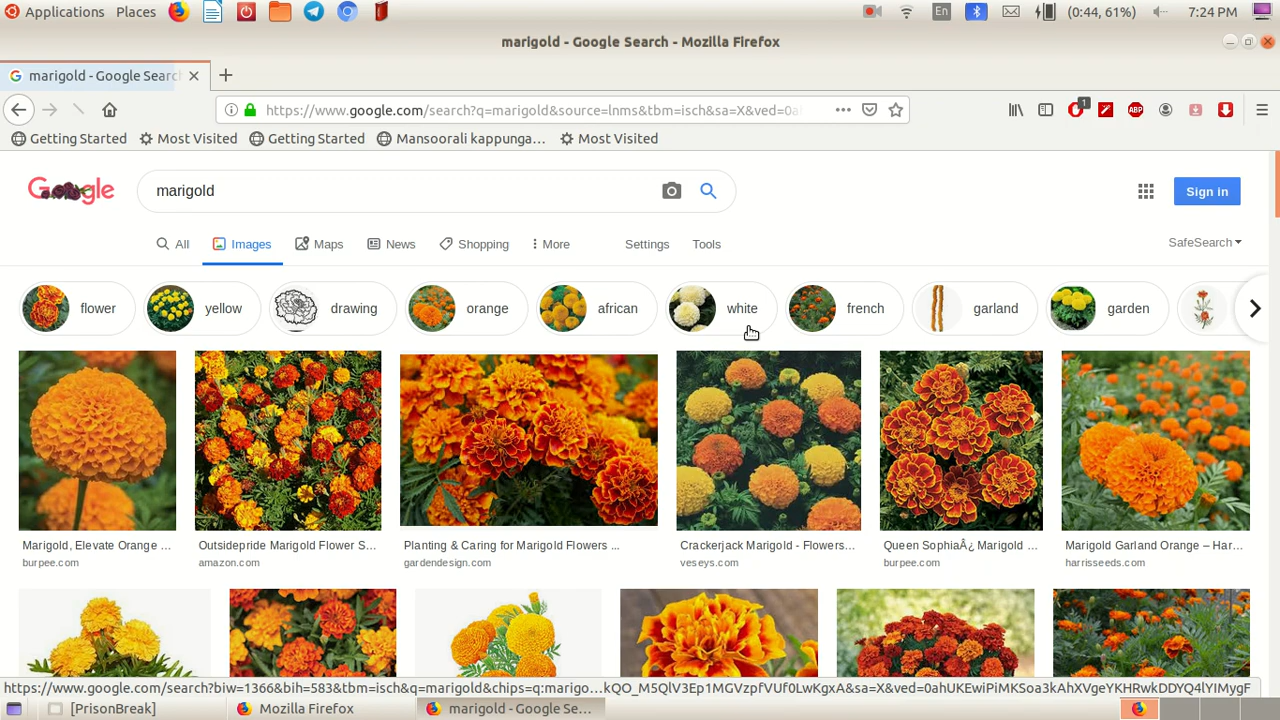 Applications Places En (0:44, 61%) 7:24 PM
marigold - Google Search - Mozilla Firefox
marigold - Google Searc
https://www.google.com/search?q=marigold&source=lnms&tbm=isch&sa=X&ved=0a 1 ABP
Getting Started Most Visited Getting Started Mansoorali kappunga... Most Visited
Google marigold Sign in
All Images Maps News Shopping More Settings Tools SafeSearch
flower yellow drawing orange african white french garland garden
Marigold, Elevate Orange ... Outsidepride Marigold Flower S... Planting & Caring for Marigold Flowers ... Crackerjack Marigold - Flowers... Queen SophiaÂ¿ Marigold ... Marigold Garland Orange – Har...
burpee.com amazon.com gardendesign.com veseys.com burpee.com harrisseeds.com
https://www.google.com/search?biw=1366&bih=583&tbm=isch&q=marigold&chips=q:marigo...kQO_M5QlV3Ep1MGVzpfVUf0LwKgxA&sa=X&ved=0ahUKEwiPiMKSoa3kAhXVgeYKHRwkDDYQ4lYIMygF
[PrisonBreak] Mozilla Firefox marigold - Google Se...